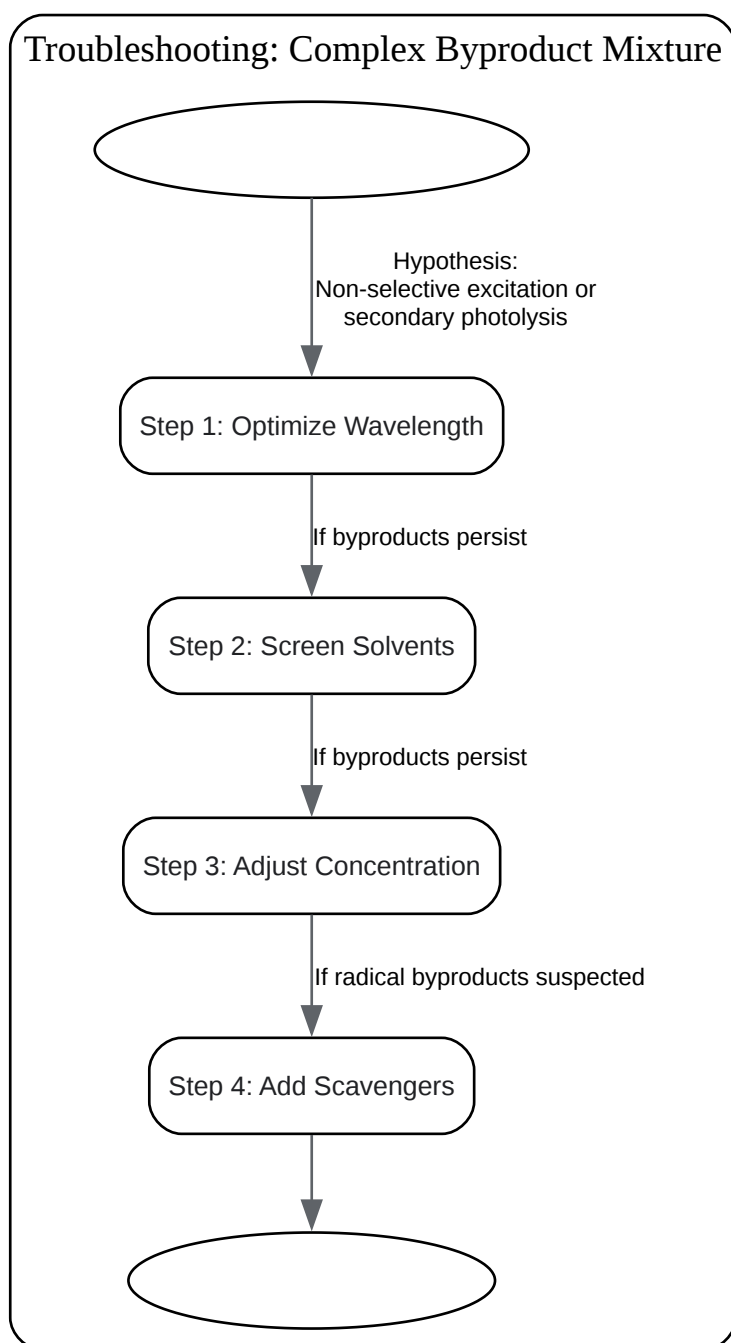 Troubleshooting: Complex Byproduct Mixture
Hypothesis:
Non-selective excitation or
secondary photolysis
Step 1: Optimize Wavelength
If byproducts persist
Step 2: Screen Solvents
If byproducts persist
Step 3: Adjust Concentration
If radical byproducts suspected
Step 4: Add Scavengers